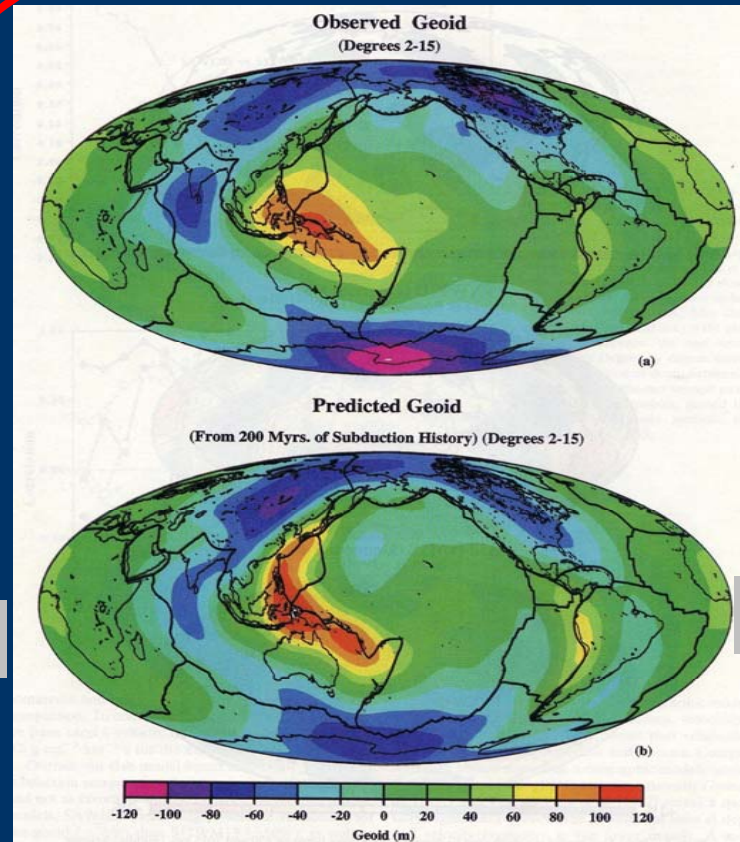 Observed Geoid
(Degrees 2-15)
(a)
Predicted Geoid
(From 200 Myrs. of Subduction History) (Degrees 2-15)
(b)
-120 -100 -80 -60 -40 -20 0 20 40 60 80 100 120
Geoid (m)